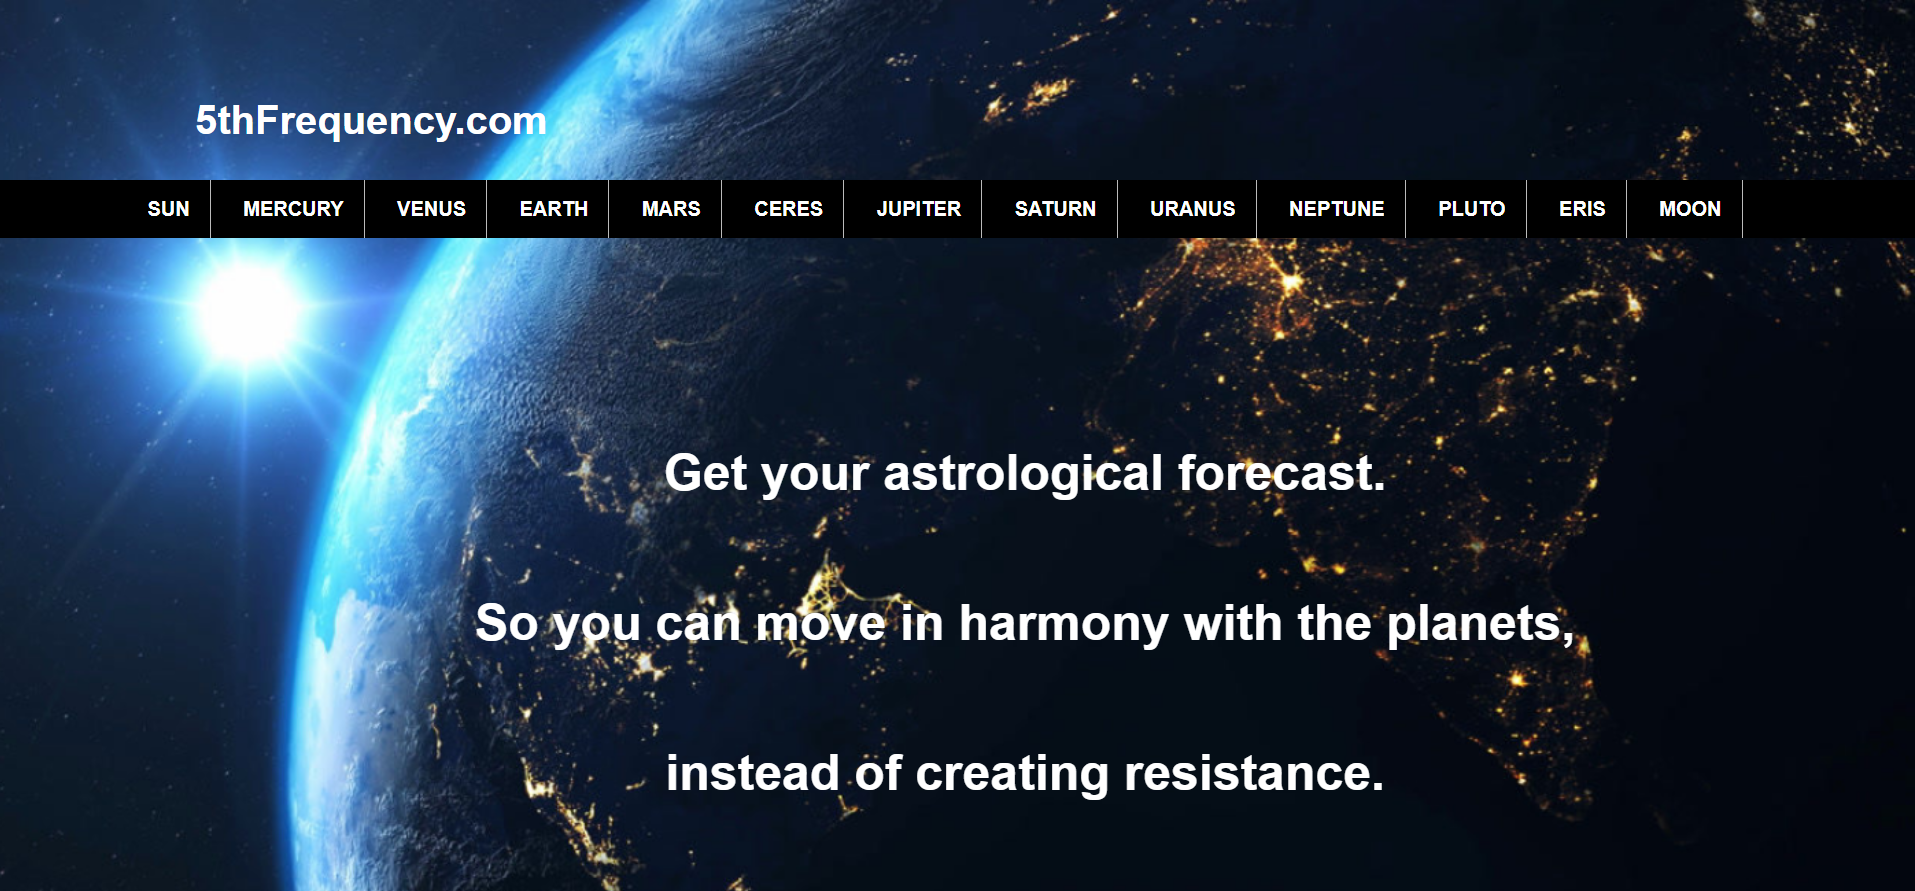 5thFrequency.com
SUN MERCURY VENUS EARTH MARS CERES JUPITER SATURN URANUS NEPTUNE PLUTO ERIS MOON
Get your astrological forecast.
So you can move in harmony with the planets,
instead of creating resistance.